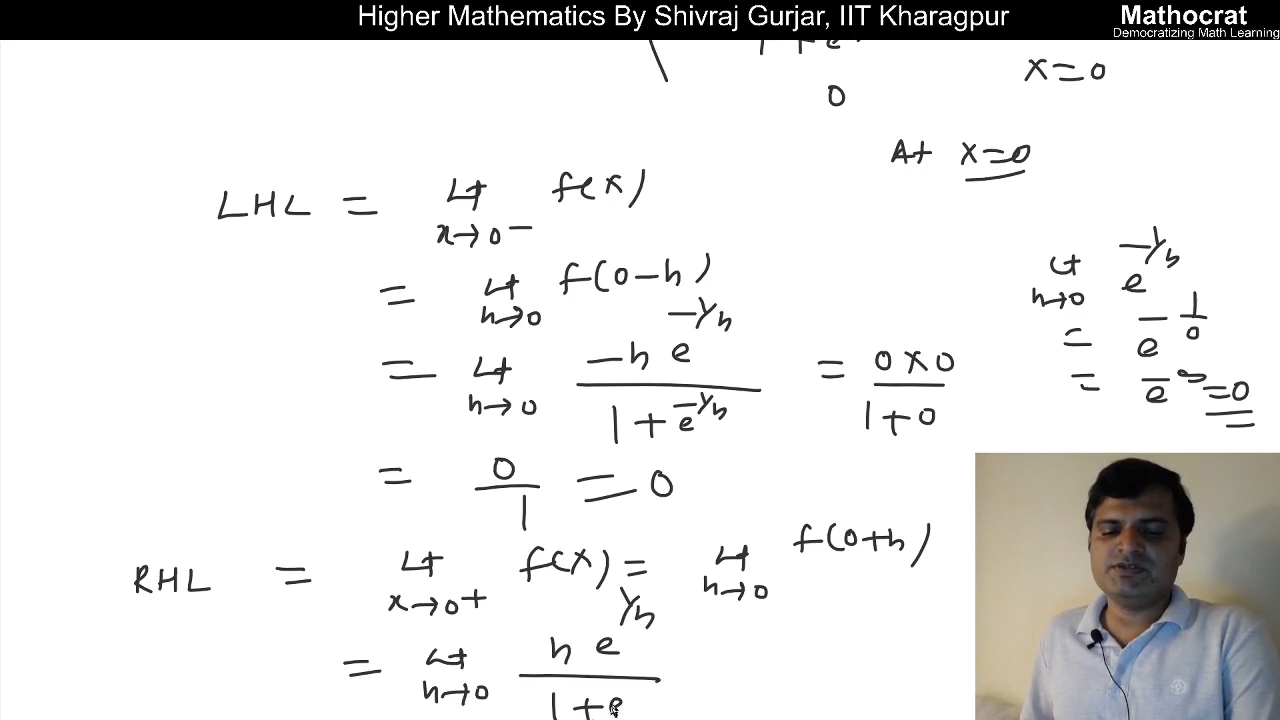 Higher Mathematics By Shivraj Gurjar, IIT Kharagpur
Mathocrat
Democratizing Math Learning
1 + e
x = 0
0
At x = 0
LHL = Lt f(x)
x→0−
= Lt f(0−h)
h→0
= Lt −h e^{−1/h} / 1 + e^{−1/h} = 0 × 0 / 1 + 0
h→0
= 0 / 1 = 0
Lt e^{−1/h}
h→0
= e^{−1/0}
= e^{−∞} = 0
RHL = Lt f(x) = Lt f(0+h)
x→0+ h→0
= Lt h e^{1/h} / 1 + e
h→0